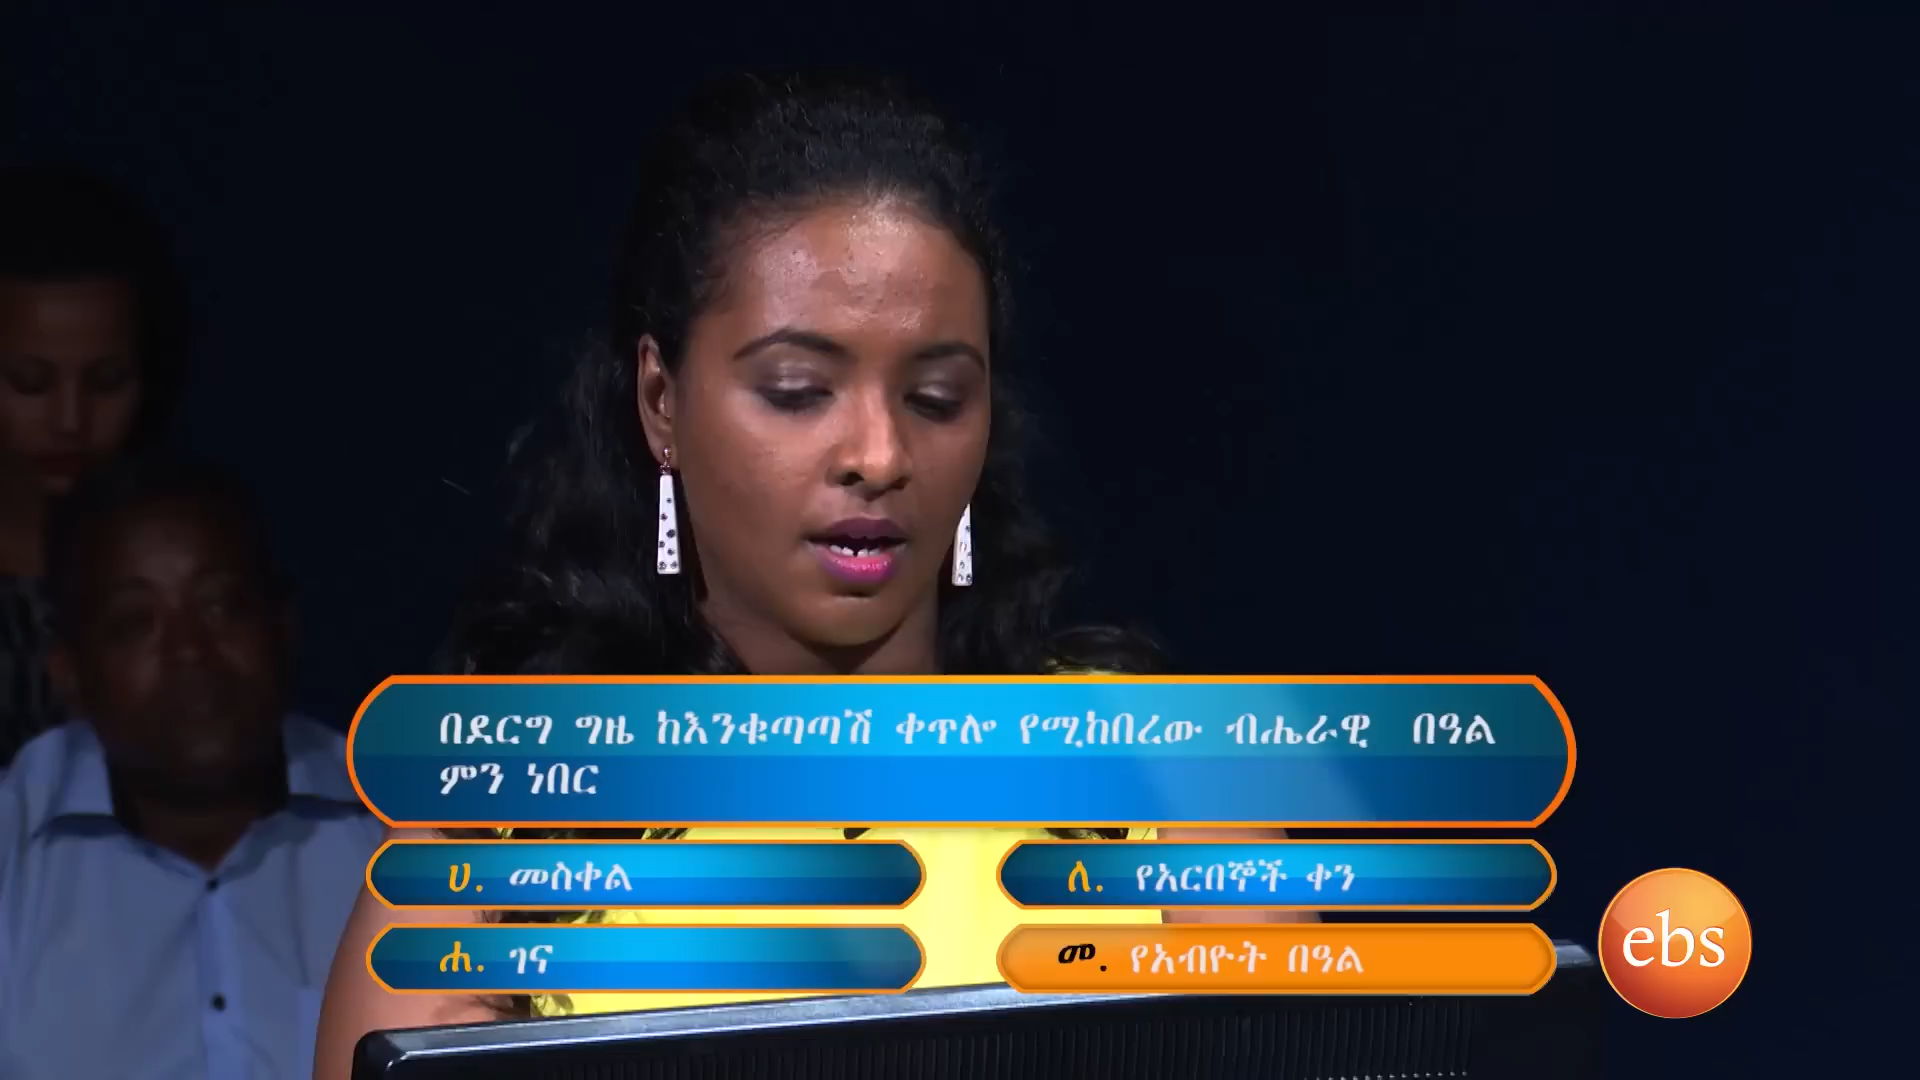 በደርግ ግዜ ከእንቁጣጣሽ ቀጥሎ የሚከበረው ብሔራዊ በዓል
ምን ነበር
ሀ. መስቀል
ለ. የአርበኞች ቀን
ሐ. ገና
መ. የአብዮት በዓል
ebs